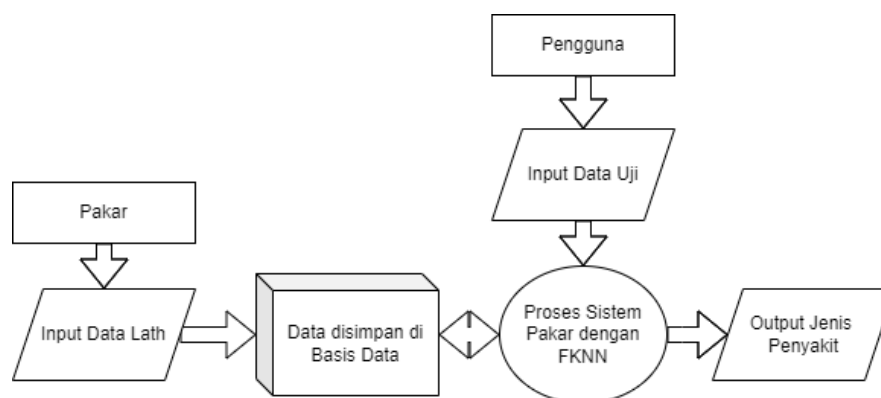 Pengguna
Input Data Uji
Pakar
Input Data Lath
Data disimpan di
Basis Data
Proses Sistem
Pakar dengan
FKNN
Output Jenis
Penyakit